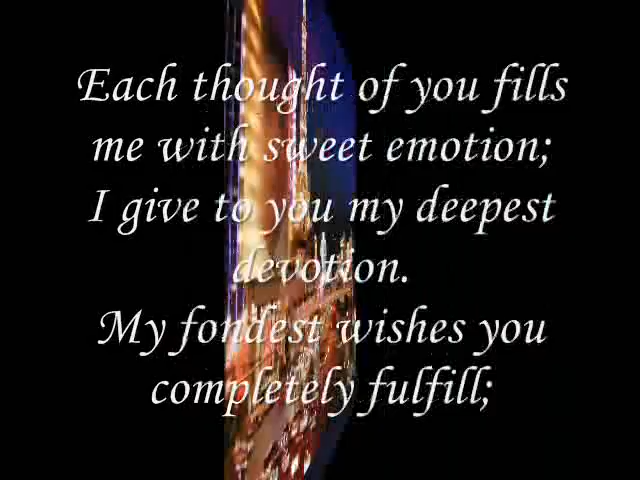 Each thought of you fills
me with sweet emotion;
I give to you my deepest
devotion.
My fondest wishes you
completely fulfill;